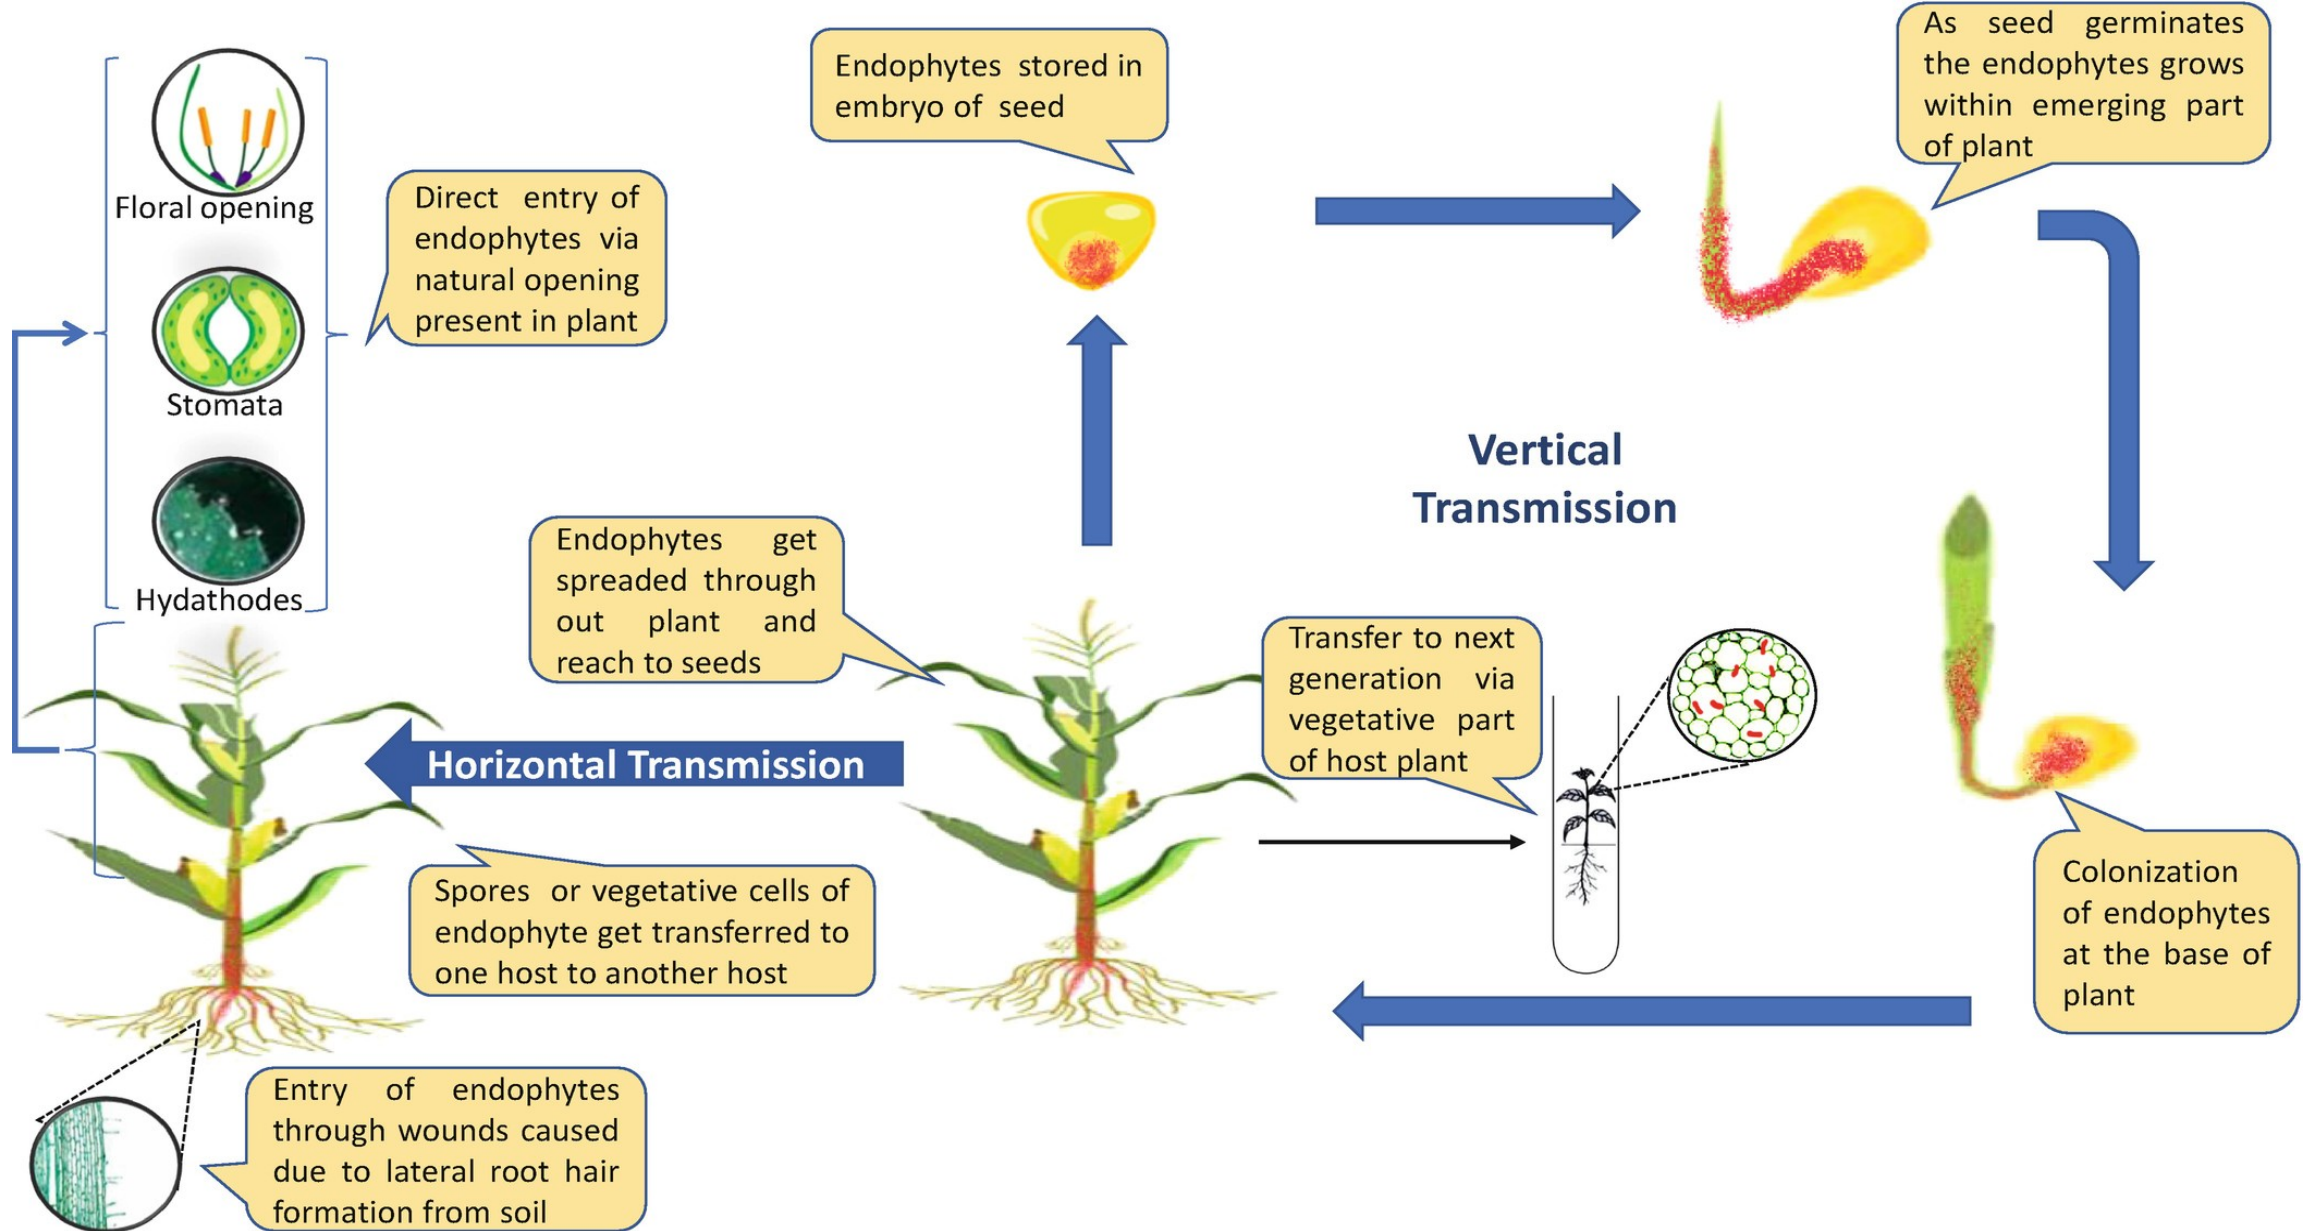 Floral opening
Stomata
Hydathodes
Direct entry of
endophytes via
natural opening
present in plant
Endophytes stored in
embryo of seed
As seed germinates
the endophytes grows
within emerging part
of plant
Vertical
Transmission
Endophytes get
spreaded through
out plant and
reach to seeds
Transfer to next
generation via
vegetative part
of host plant
Horizontal Transmission
Spores or vegetative cells of
endophyte get transferred to
one host to another host
Colonization
of endophytes
at the base of
plant
Entry of endophytes
through wounds caused
due to lateral root hair
formation from soil